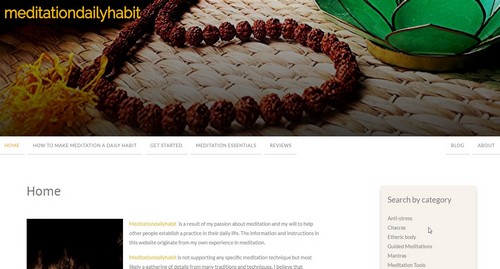 meditationdailyhabit
HOME HOW TO MAKE MEDITATION A DAILY HABIT GET STARTED MEDITATION ESSENTIALS REVIEWS BLOG ABOUT
Home
Meditationdailyhabit is a result of my passion about meditation and my will to help
other people establish a practice in their daily life. The information and instructions in
this website originate from my own experience in meditation.
Meditationdailyhabit is not supporting any specific meditation technique but most
likely a gathering of details from many traditions and techniques. I believe that
Search by category
Anti-stress
Chacras
Etheric body
Guided Meditations
Mantras
Meditation Tools